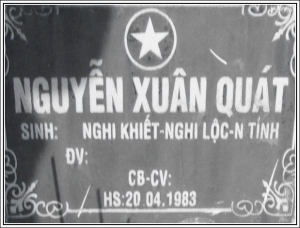 NGUYỄN XUÂN QUÁT
SINH: NGHI KHIẾT-NGHI LỘC-N TĨNH
ĐV:
CB-CV:
HS:20 04.1983